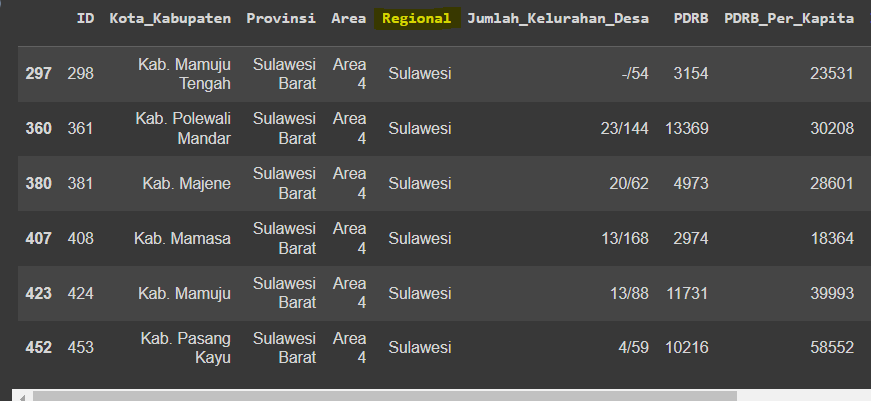 ID Kota_Kabupaten Provinsi Area Regional Jumlah_Kelurahan_Desa PDRB PDRB_Per_Kapita
297 298 Kab. Mamuju Tengah Sulawesi Barat Area 4 Sulawesi -/54 3154 23531
360 361 Kab. Polewali Mandar Sulawesi Barat Area 4 Sulawesi 23/144 13369 30208
380 381 Kab. Majene Sulawesi Barat Area 4 Sulawesi 20/62 4973 28601
407 408 Kab. Mamasa Sulawesi Barat Area 4 Sulawesi 13/168 2974 18364
423 424 Kab. Mamuju Sulawesi Barat Area 4 Sulawesi 13/88 11731 39993
452 453 Kab. Pasang Kayu Sulawesi Barat Area 4 Sulawesi 4/59 10216 58552